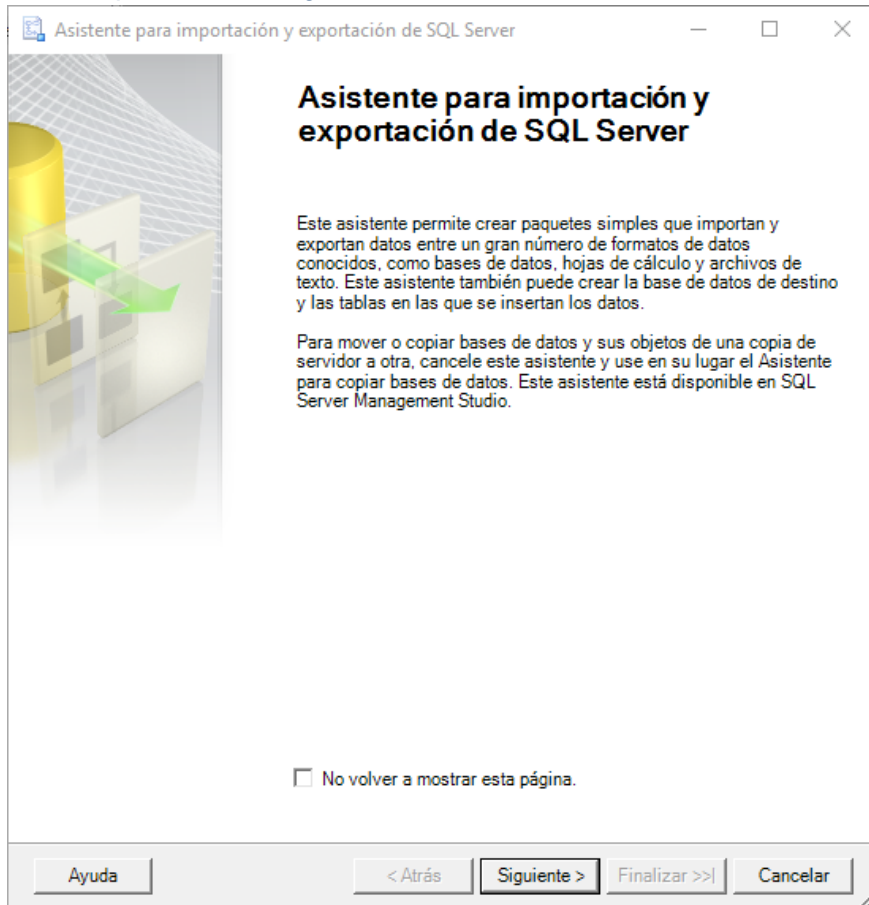 Asistente para importación y exportación de SQL Server
Asistente para importación y
exportación de SQL Server
Este asistente permite crear paquetes simples que importan y
exportan datos entre un gran número de formatos de datos
conocidos, como bases de datos, hojas de cálculo y archivos de
texto. Este asistente también puede crear la base de datos de destino
y las tablas en las que se insertan los datos.
Para mover o copiar bases de datos y sus objetos de una copia de
servidor a otra, cancele este asistente y use en su lugar el Asistente
para copiar bases de datos. Este asistente está disponible en SQL
Server Management Studio.
No volver a mostrar esta página.
Ayuda < Atrás Siguiente > Finalizar >>| Cancelar